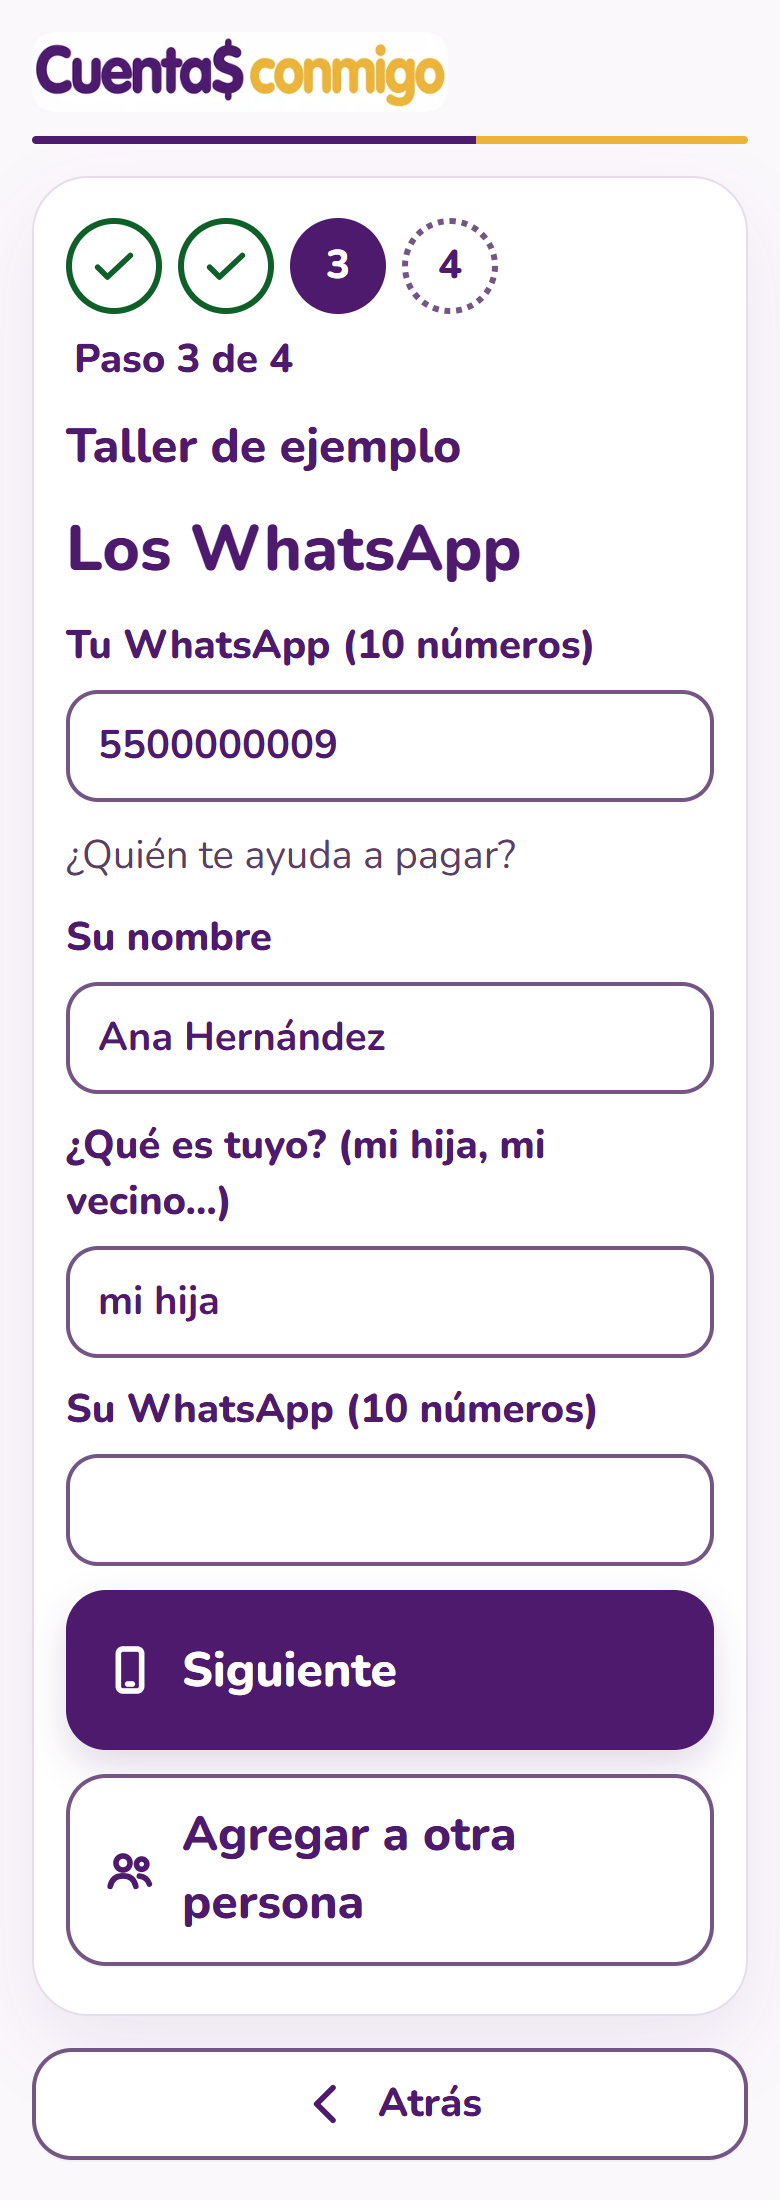 Cuenta$ conmigo
3
4
Paso 3 de 4
Taller de ejemplo
Los WhatsApp
Tu WhatsApp (10 números)
5500000009
¿Quién te ayuda a pagar?
Su nombre
Ana Hernández
¿Qué es tuyo? (mi hija, mi
vecino...)
mi hija
Su WhatsApp (10 números)
Siguiente
Agregar a otra
persona
Atrás